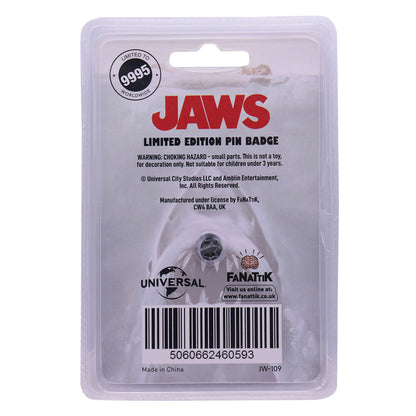 LIMITED TO
9995
WORLDWIDE
JAWS
LIMITED EDITION PIN BADGE
WARNING: CHOKING HAZARD - small parts. This is not a toy,
for decoration only. Not suitable for children under 3 years.
© Universal City Studios LLC and Amblin Entertainment,
Inc. All Rights Reserved.
Manufactured under license by FaNaTtiK,
CW4 8AA, UK
UNIVERSAL
FaNaTtiK
Visit us online at:
www.fanattik.co.uk
5060662460593
Made in China
JW-109